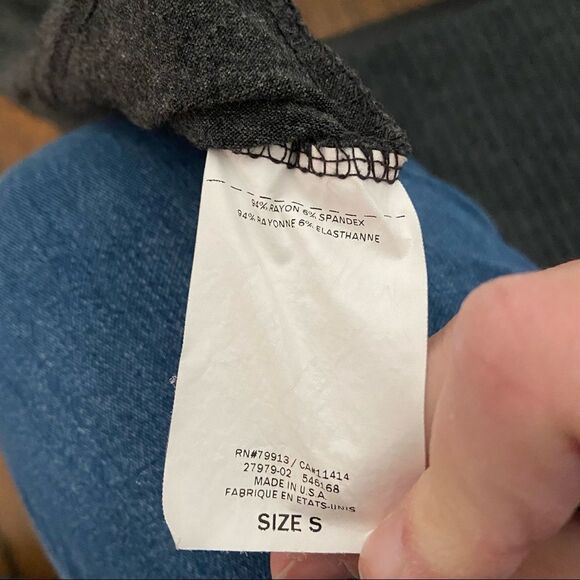 94% RAYON 6% SPANDEX
94% RAYONNE 6% ELASTHANNE
RN#79913 / CA#11414
27979-02 546168
MADE IN U.S.A
FABRIQUE EN ETATS-UNIS
SIZE S